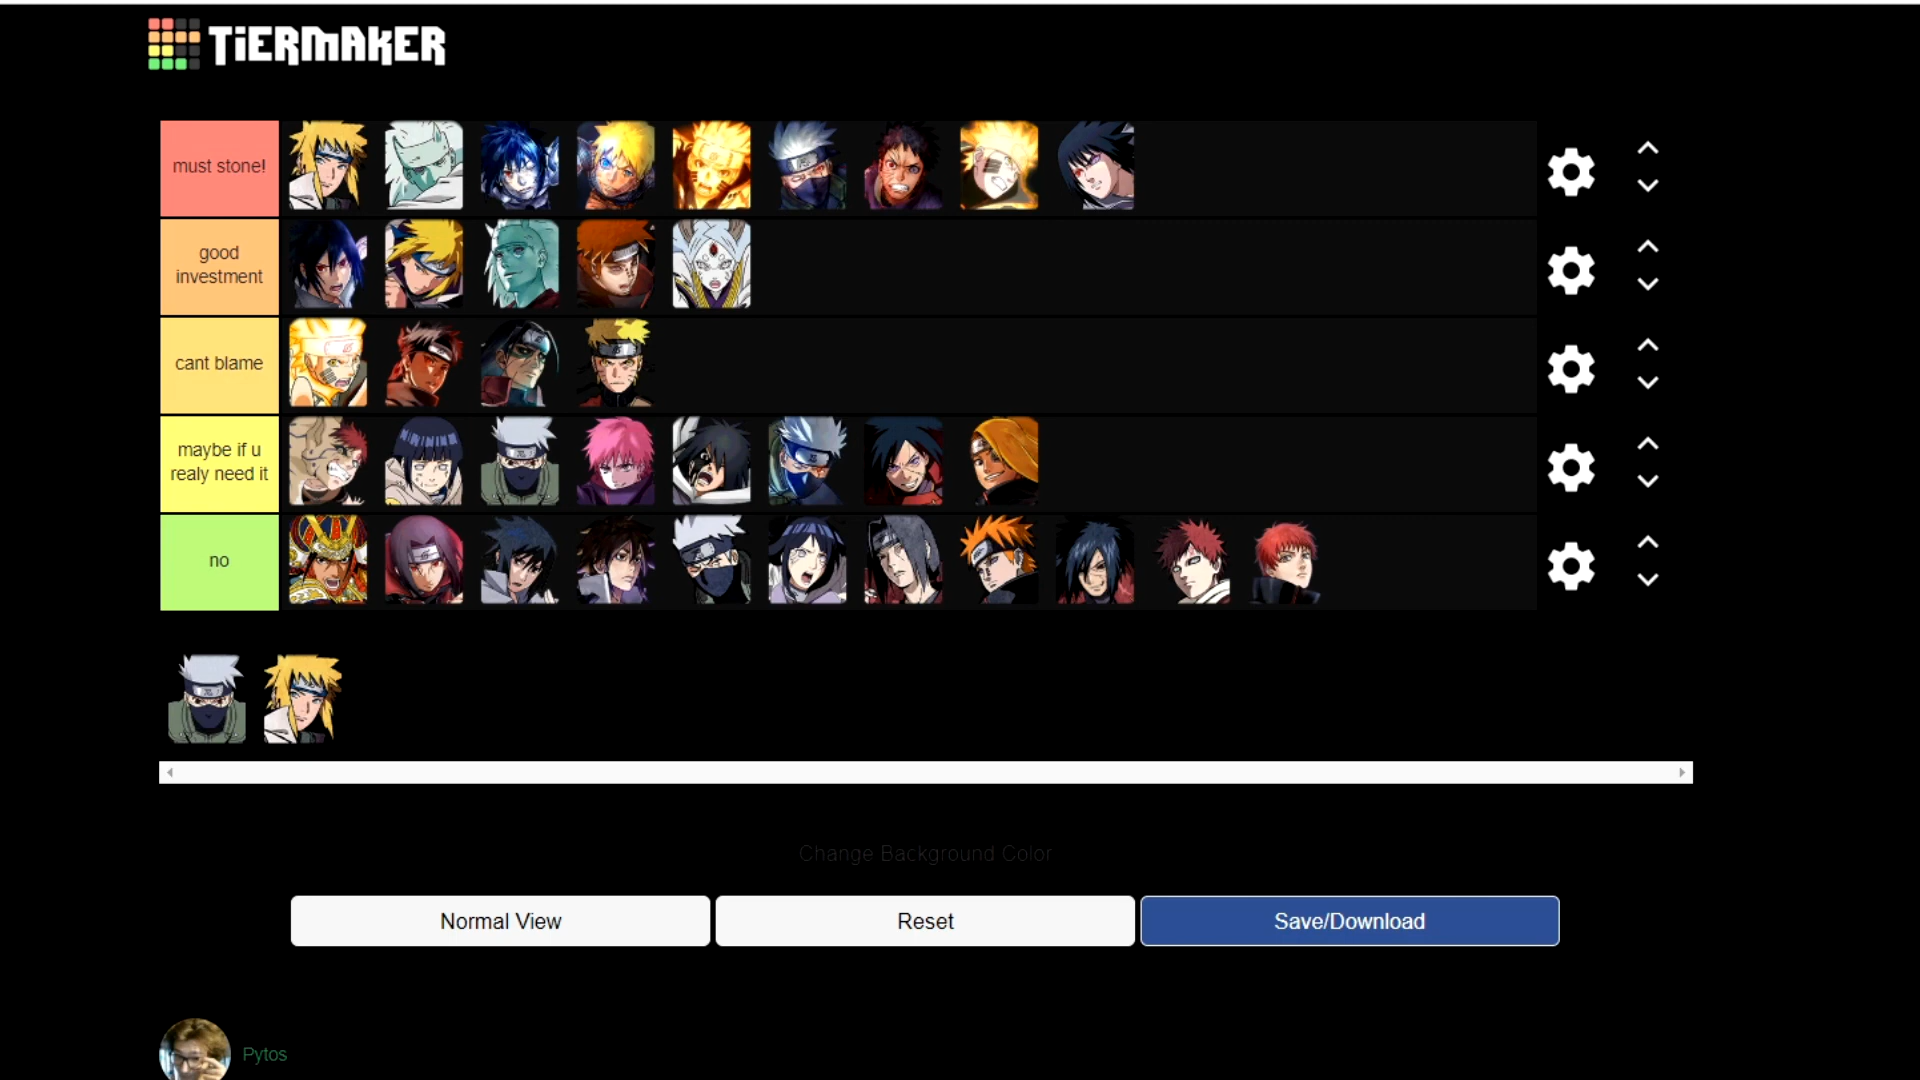 TiERMAKER
must stone!
good
investment
cant blame
maybe if u
realy need it
no
Change Background Color
Normal View
Reset
Save/Download
Pytos